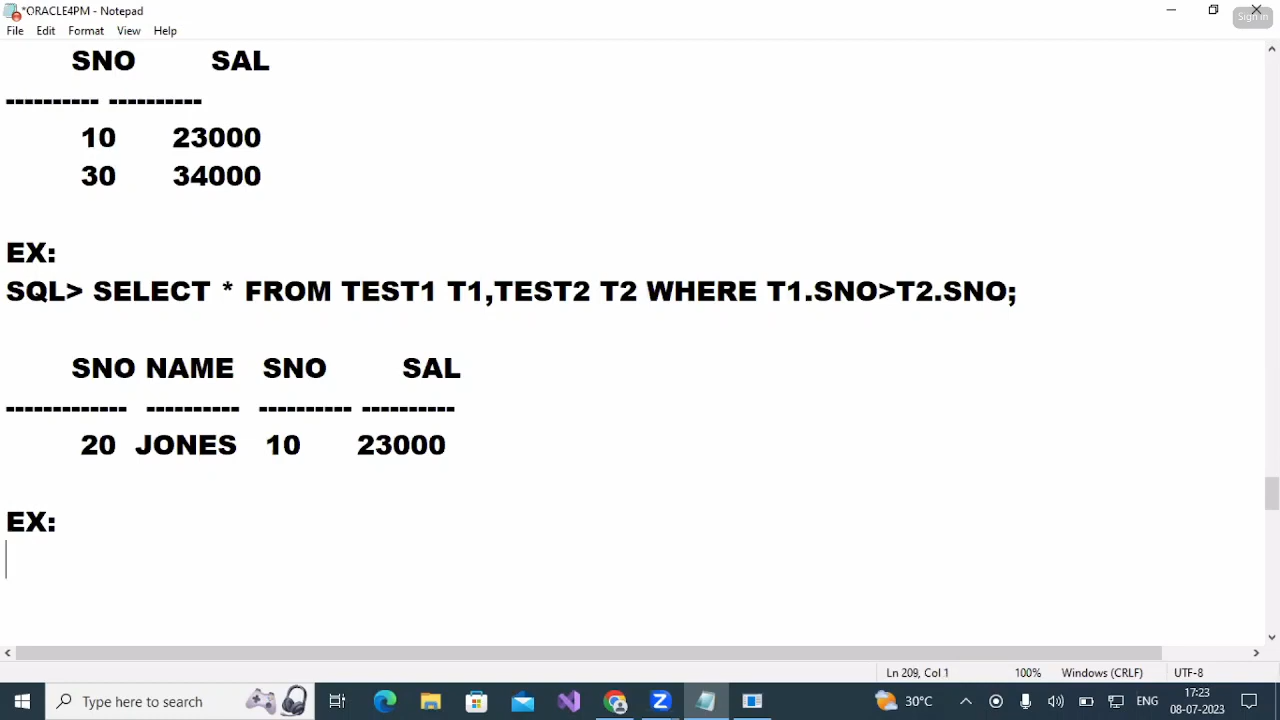 *ORACLE4PM - Notepad
Sign in
File Edit Format View Help
SNO SAL
---------- ----------
10 23000
30 34000
EX:
SQL> SELECT * FROM TEST1 T1,TEST2 T2 WHERE T1.SNO>T2.SNO;
SNO NAME SNO SAL
------------- ---------- ---------- ----------
20 JONES 10 23000
EX:
Ln 209, Col 1 100% Windows (CRLF) UTF-8
Type here to search 30°C ENG 17:23
08-07-2023